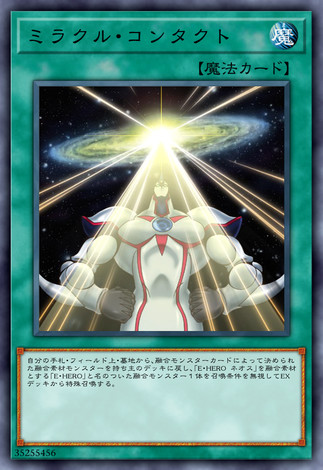 ミラクル・コンタクト
魔
【魔法カード】
自分の手札・フィールド上・墓地から、融合モンスターカードによって決められ
た融合素材モンスターを持ち主のデッキに戻し、「E・HERO ネオス」を融合素材
とする「E・HERO」と名のついた融合モンスター１体を召喚条件を無視してEX
デッキから特殊召喚する。
35255456